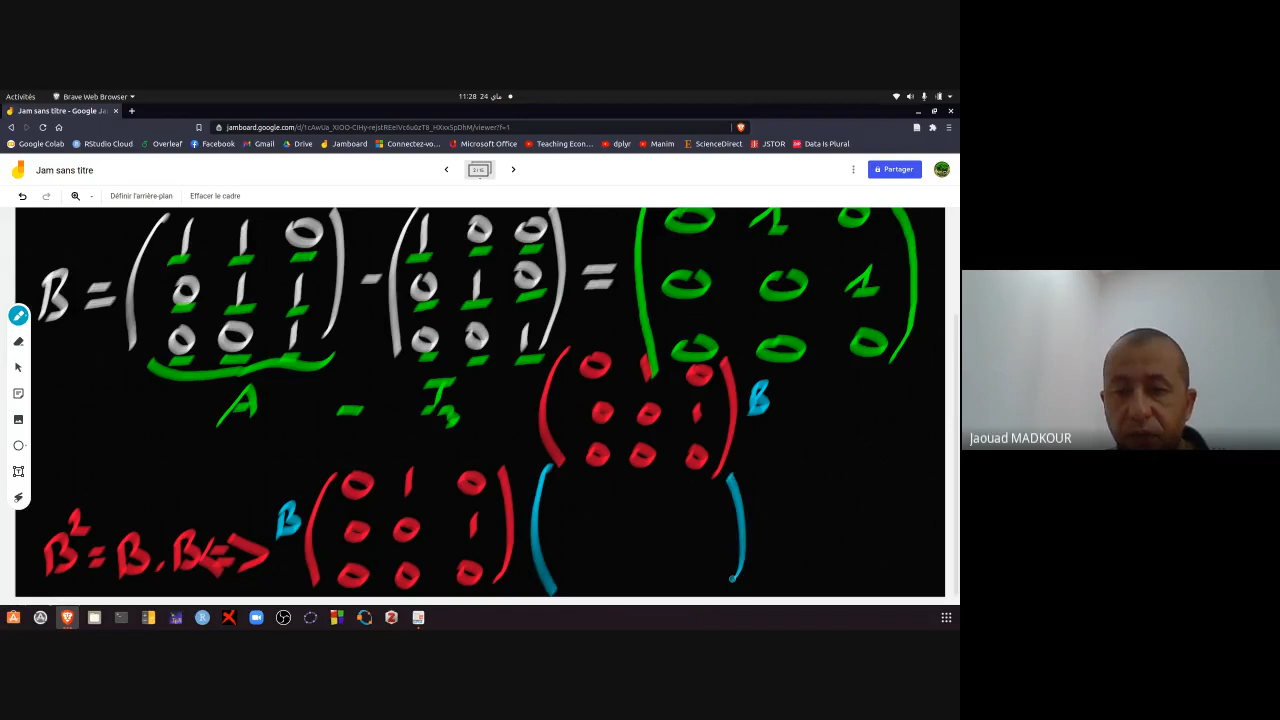 Activités Brave Web Browser 11:28 24 ماي
Jam sans titre - Google Ja
jamboard.google.com/d/1cAwUa_XIOO-CIHy-rejstREeIVc6u0zT8_HXxx5pDhM/viewer?f=1
Google Colab RStudio Cloud Overleaf Facebook Gmail Drive Jamboard Connectez-vo... Microsoft Office Teaching Econ... dplyr Manim ScienceDirect JSTOR Data Is Plural
Jam sans titre 2 / 15 Partager
Définir l'arrière-plan Effacer le cadre
1 1 0 1 0 0 0 1 0
B = 0 1 1 - 0 1 0 = 0 0 1
0 0 1 0 0 1 0 0 0
A - I3
0 1 0
0 0 1 B
0 0 0
0 1 0
B² = B . B <=> B 0 0 1
0 0 0
Jaouad MADKOUR